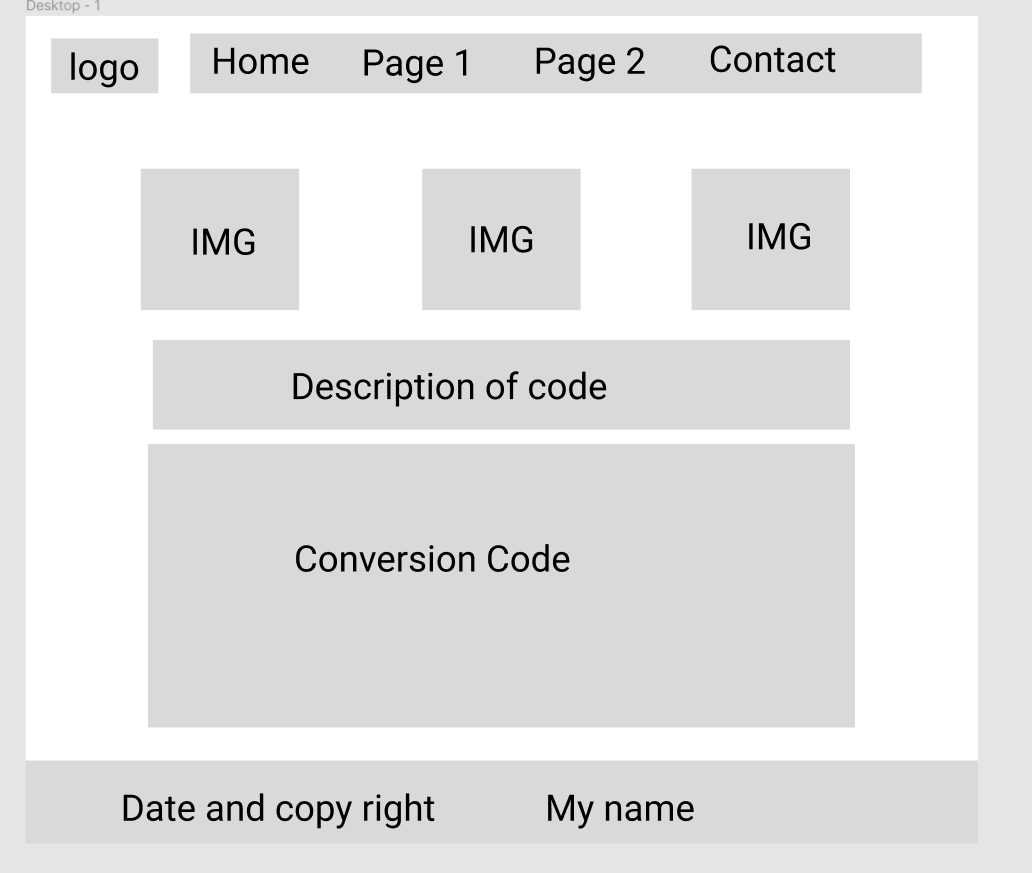 Desktop - 1
logo
Home Page 1 Page 2 Contact
IMG IMG IMG
Description of code
Conversion Code
Date and copy right My name